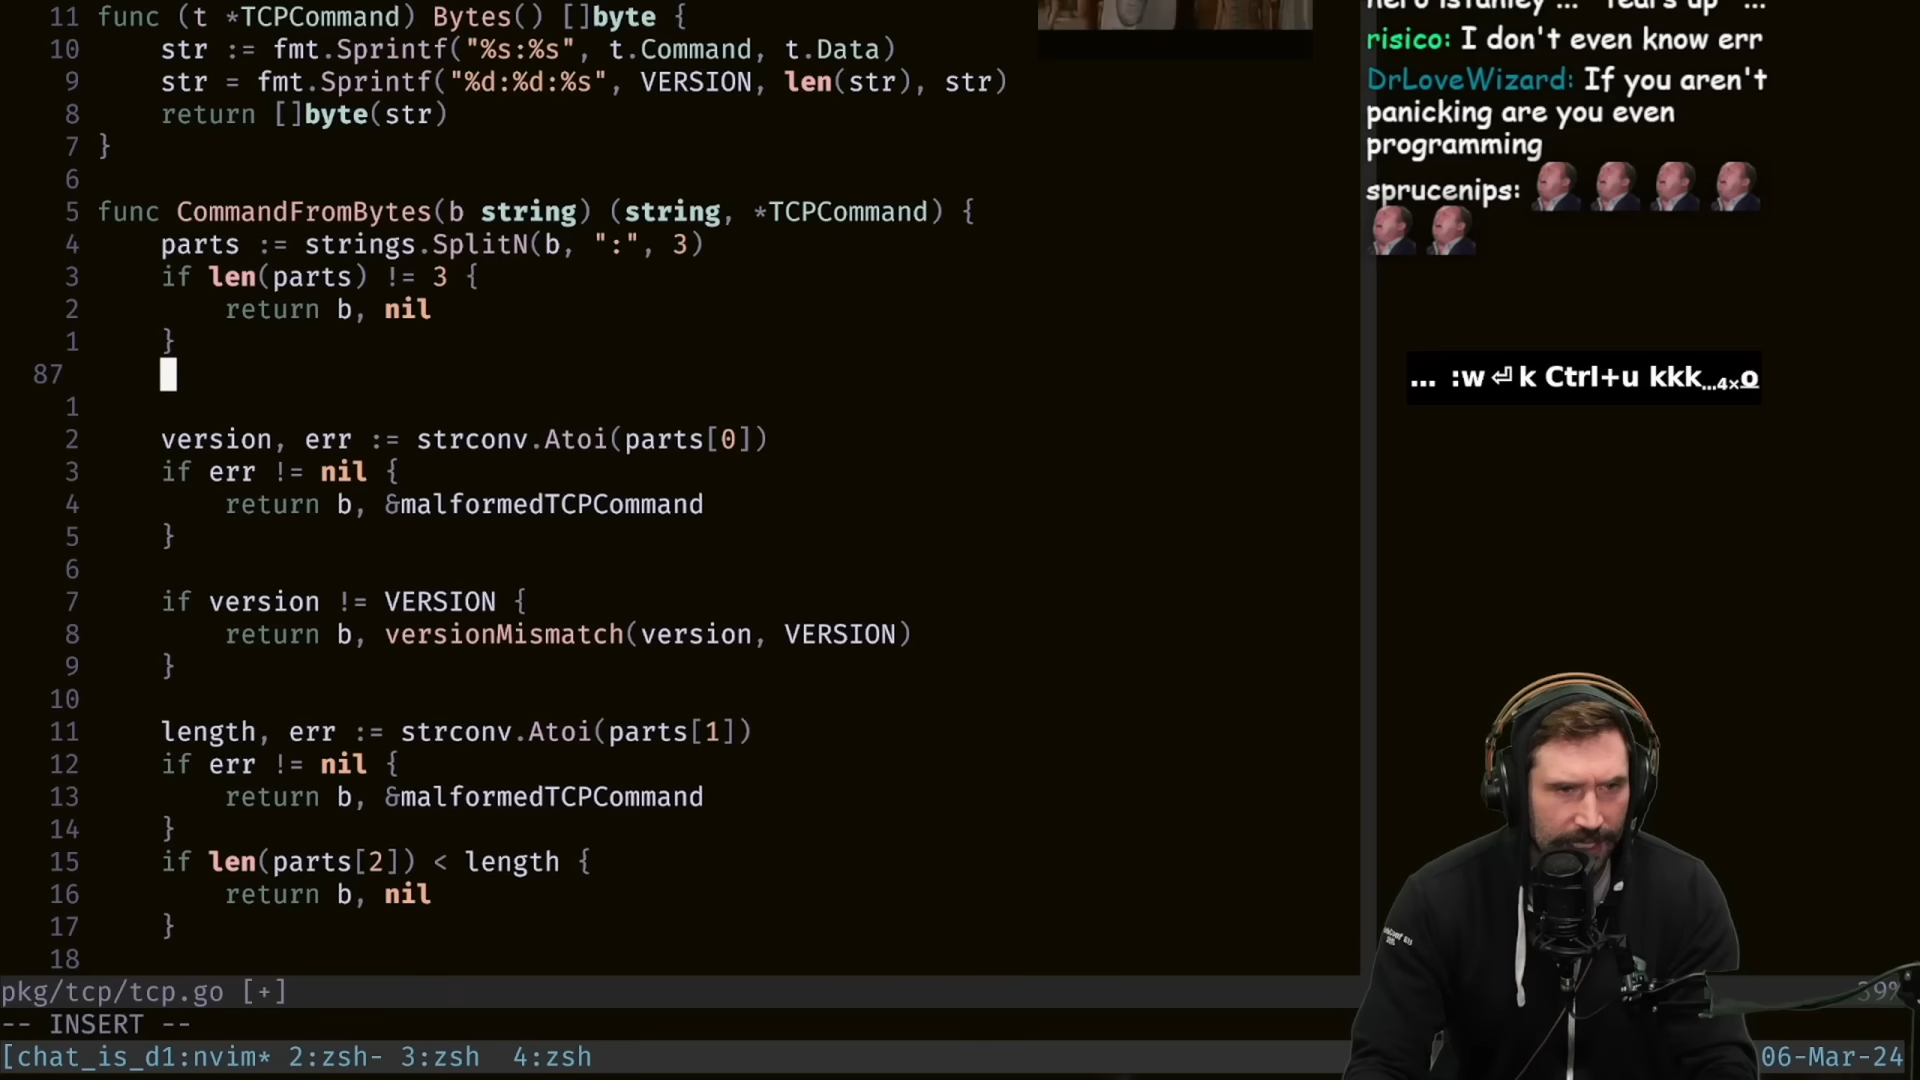 11 func (t *TCPCommand) Bytes() []byte {
10 str := fmt.Sprintf("%s:%s", t.Command, t.Data)
9 str = fmt.Sprintf("%d:%d:%s", VERSION, len(str), str)
8 return []byte(str)
7 }
6
5 func CommandFromBytes(b string) (string, *TCPCommand) {
4 parts := strings.SplitN(b, ":", 3)
3 if len(parts) != 3 {
2 return b, nil
1 }
87
1
2 version, err := strconv.Atoi(parts[0])
3 if err != nil {
4 return b, &malformedTCPCommand
5 }
6
7 if version != VERSION {
8 return b, versionMismatch(version, VERSION)
9 }
10
11 length, err := strconv.Atoi(parts[1])
12 if err != nil {
13 return b, &malformedTCPCommand
14 }
15 if len(parts[2]) < length {
16 return b, nil
17 }
18
pkg/tcp/tcp.go [+] 39%
-- INSERT --
[chat_is_d1:nvim* 2:zsh- 3:zsh 4:zsh 06-Mar-24
risico: I don't even know err
DrLoveWizard: If you aren't
panicking are you even
programming
sprucenips:
... :w ⏎ k Ctrl+u kkk...4×o